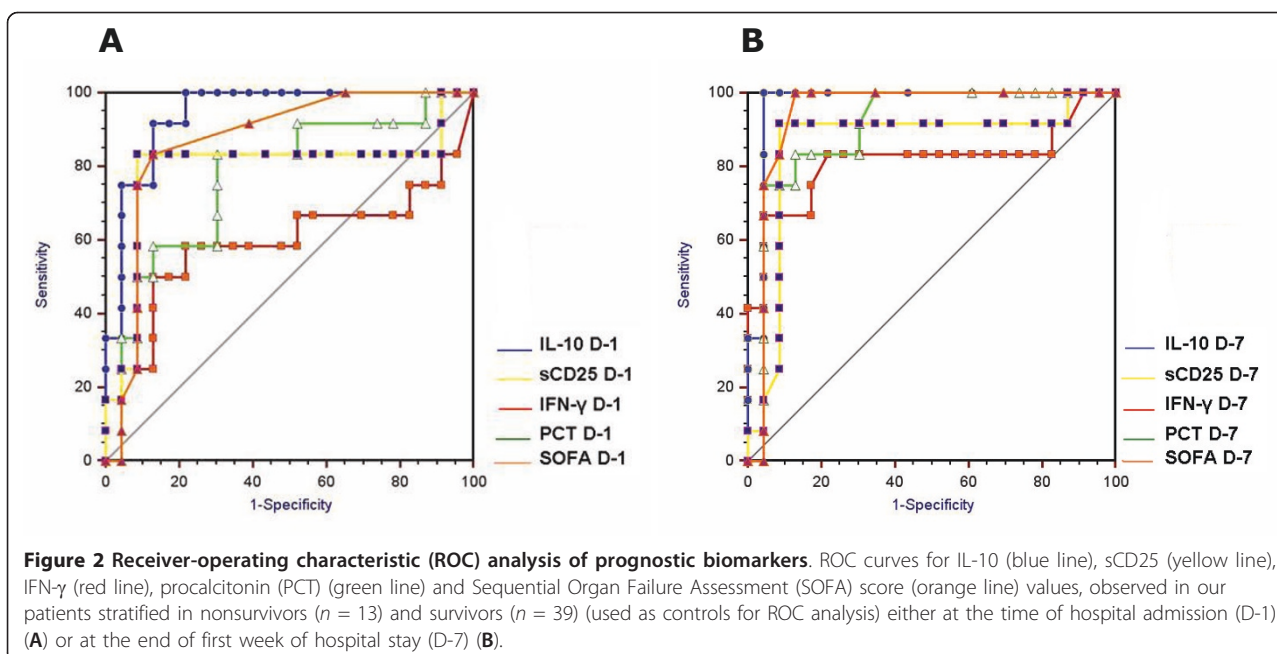 A
B
100
80
60
40
20
0
Sensitivity
0 20 40 60 80 100
1-Specificity
IL-10 D-1
sCD25 D-1
IFN-γ D-1
PCT D-1
SOFA D-1
100
80
60
40
20
0
Sensitivity
0 20 40 60 80 100
1-Specificity
IL-10 D-7
sCD25 D-7
IFN-γ D-7
PCT D-7
SOFA D-7
Figure 2 Receiver-operating characteristic (ROC) analysis of prognostic biomarkers. ROC curves for IL-10 (blue line), sCD25 (yellow line),
IFN-γ (red line), procalcitonin (PCT) (green line) and Sequential Organ Failure Assessment (SOFA) score (orange line) values, observed in our
patients stratified in nonsurvivors (n = 13) and survivors (n = 39) (used as controls for ROC analysis) either at the time of hospital admission (D-1)
(A) or at the end of first week of hospital stay (D-7) (B).